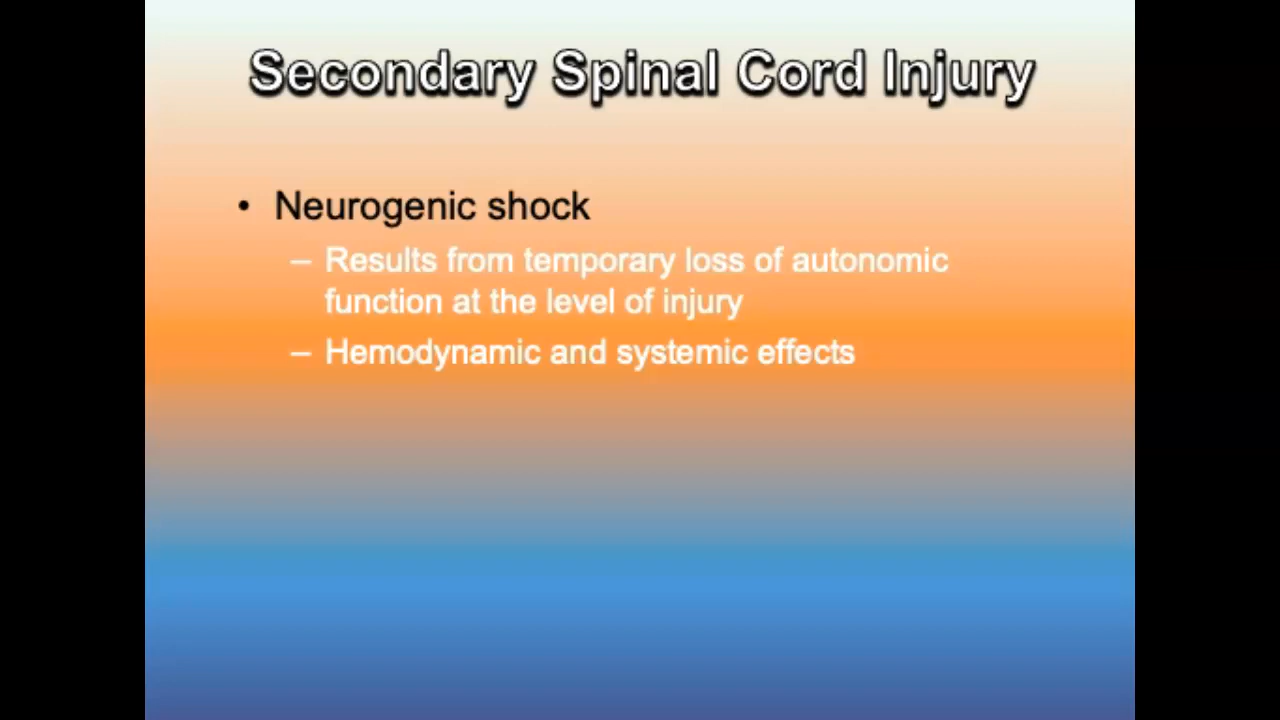 Secondary Spinal Cord Injury
• Neurogenic shock
– Results from temporary loss of autonomic
function at the level of injury
– Hemodynamic and systemic effects